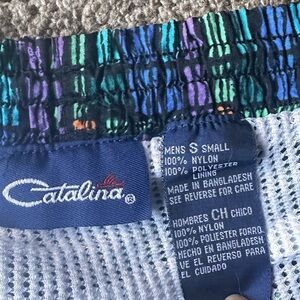 Catalina®
MENS S SMALL
100% NYLON
100% POLYESTER
LINING
MADE IN BANGLADESH
SEE REVERSE FOR CARE
HOMBRES CH CHICO
100% NYLON
100% POLIESTER FORRO
HECHO EN BANGLADESH
VE EL REVERSO PARA
EL CUIDADO